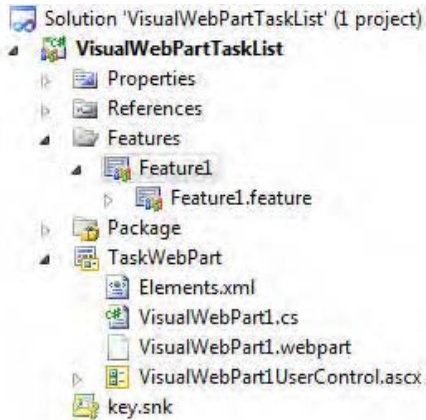 Solution 'VisualWebPartTaskList' (1 project)
VisualWebPartTaskList
Properties
References
Features
Feature1
Feature1.feature
Package
TaskWebPart
Elements.xml
VisualWebPart1.cs
VisualWebPart1.webpart
VisualWebPart1UserControl.ascx
key.snk